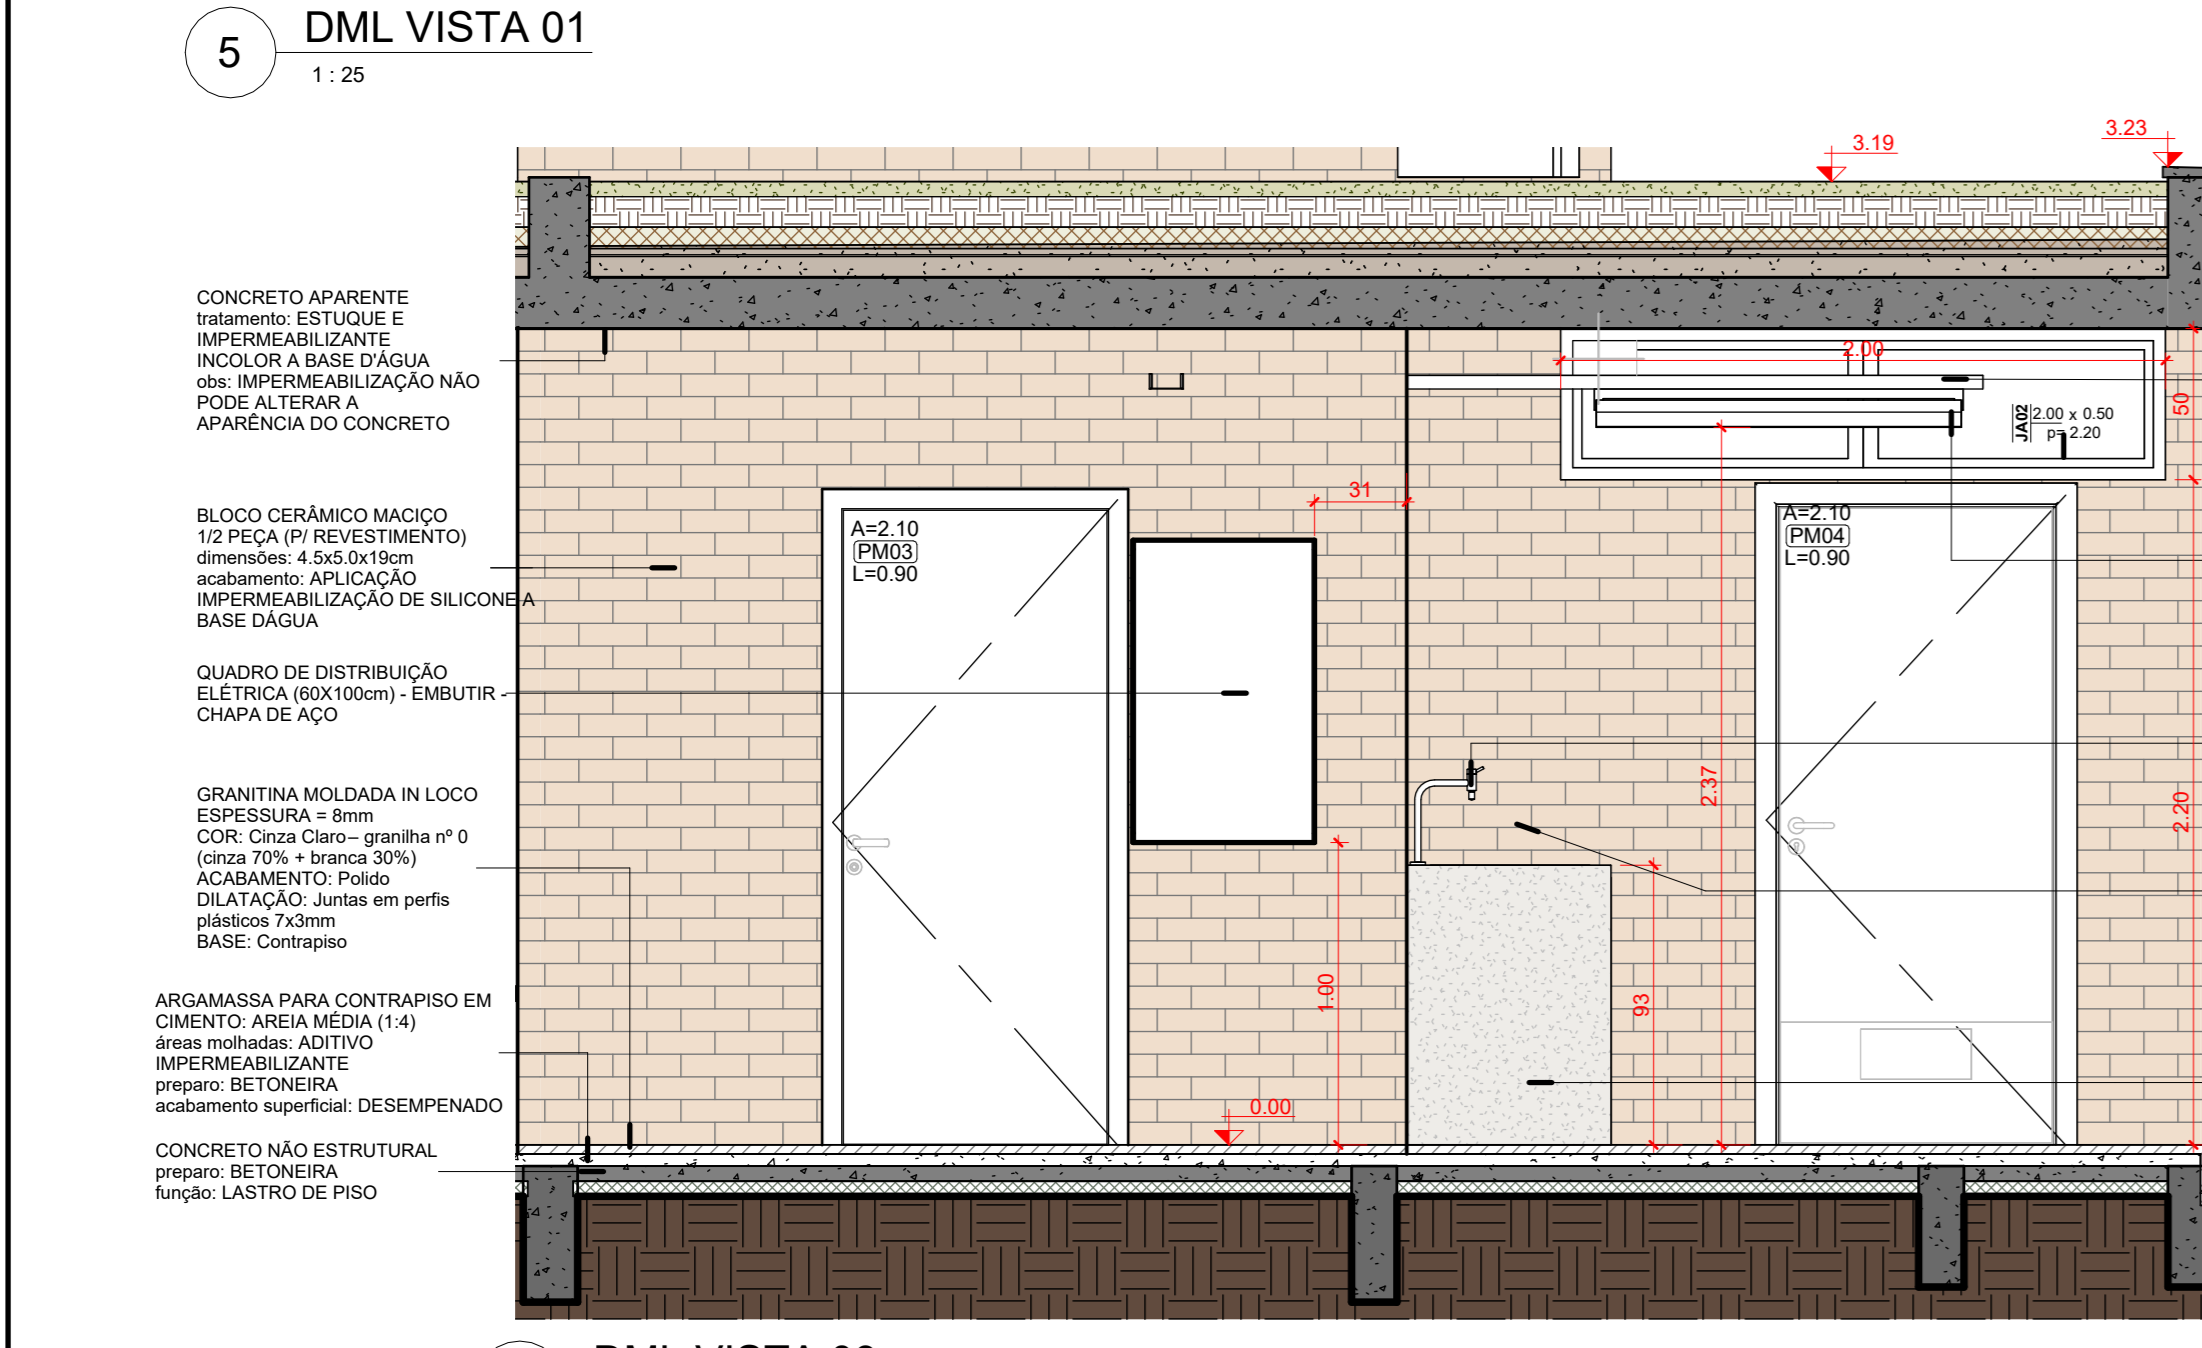 5
DML VISTA 01
1 : 25
3.19
3.23
CONCRETO APARENTE
tratamento: ESTUQUE E
IMPERMEABILIZANTE
INCOLOR A BASE D'ÁGUA
obs: IMPERMEABILIZAÇÃO NÃO
PODE ALTERAR A
APARÊNCIA DO CONCRETO
2.00
50
JA02
2.00 x 0.50
p= 2.20
BLOCO CERÂMICO MACIÇO
1/2 PEÇA (P/ REVESTIMENTO)
dimensões: 4.5x5.0x19cm
acabamento: APLICAÇÃO
IMPERMEABILIZAÇÃO DE SILICONE A
BASE DÁGUA
A=2.10
PM03
L=0.90
31
A=2.10
PM04
L=0.90
QUADRO DE DISTRIBUIÇÃO
ELÉTRICA (60X100cm) - EMBUTIR -
CHAPA DE AÇO
GRANITINA MOLDADA IN LOCO
ESPESSURA = 8mm
COR: Cinza Claro– granilha nº 0
(cinza 70% + branca 30%)
ACABAMENTO: Polido
DILATAÇÃO: Juntas em perfis
plásticos 7x3mm
BASE: Contrapiso
2.37
2.20
1.00
93
ARGAMASSA PARA CONTRAPISO EM
CIMENTO: AREIA MÉDIA (1:4)
áreas molhadas: ADITIVO
IMPERMEABILIZANTE
preparo: BETONEIRA
acabamento superficial: DESEMPENADO
0.00
CONCRETO NÃO ESTRUTURAL
preparo: BETONEIRA
função: LASTRO DE PISO
DML VISTA